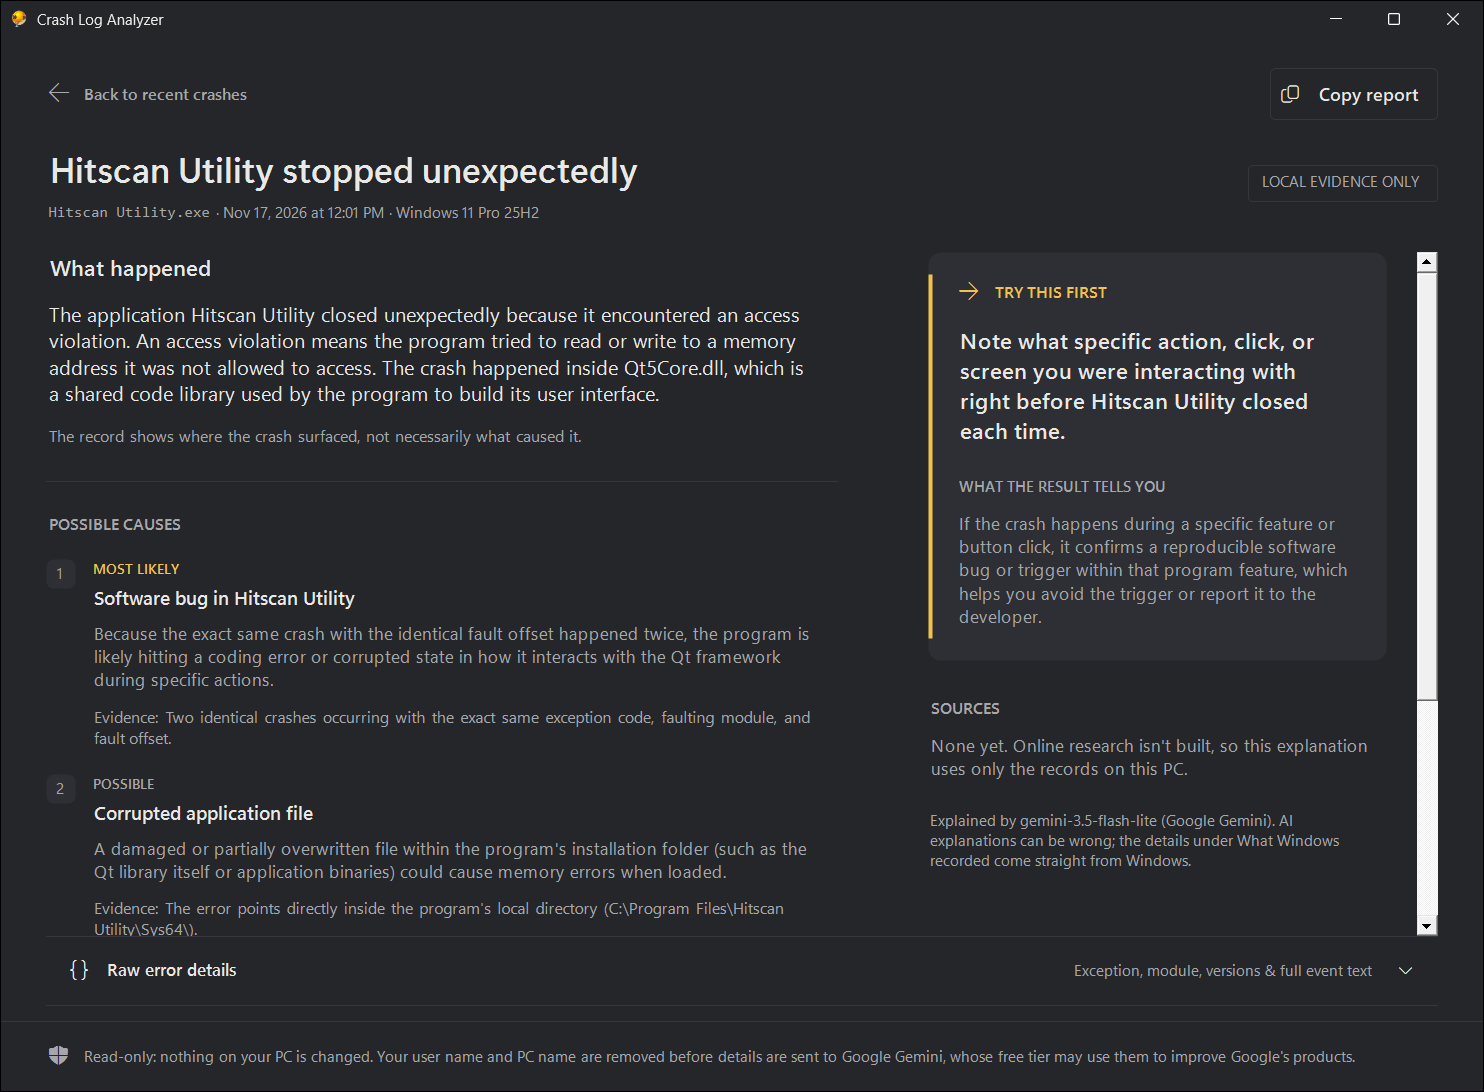 Crash Log Analyzer
Back to recent crashes
Copy report
Hitscan Utility stopped unexpectedly
LOCAL EVIDENCE ONLY
Hitscan Utility.exe · Nov 17, 2026 at 12:01 PM · Windows 11 Pro 25H2
What happened
The application Hitscan Utility closed unexpectedly because it encountered an access
violation. An access violation means the program tried to read or write to a memory
address it was not allowed to access. The crash happened inside Qt5Core.dll, which is
a shared code library used by the program to build its user interface.
The record shows where the crash surfaced, not necessarily what caused it.
POSSIBLE CAUSES
1
MOST LIKELY
Software bug in Hitscan Utility
Because the exact same crash with the identical fault offset happened twice, the program is
likely hitting a coding error or corrupted state in how it interacts with the Qt framework
during specific actions.
Evidence: Two identical crashes occurring with the exact same exception code, faulting module, and
fault offset.
2
POSSIBLE
Corrupted application file
A damaged or partially overwritten file within the program's installation folder (such as the
Qt library itself or application binaries) could cause memory errors when loaded.
Evidence: The error points directly inside the program's local directory (C:\Program Files\Hitscan
Utility\Sys64\).
TRY THIS FIRST
Note what specific action, click, or
screen you were interacting with
right before Hitscan Utility closed
each time.
WHAT THE RESULT TELLS YOU
If the crash happens during a specific feature or
button click, it confirms a reproducible software
bug or trigger within that program feature, which
helps you avoid the trigger or report it to the
developer.
SOURCES
None yet. Online research isn't built, so this explanation
uses only the records on this PC.
Explained by gemini-3.5-flash-lite (Google Gemini). AI
explanations can be wrong; the details under What Windows
recorded come straight from Windows.
{} Raw error details
Exception, module, versions & full event text
Read-only: nothing on your PC is changed. Your user name and PC name are removed before details are sent to Google Gemini, whose free tier may use them to improve Google's products.